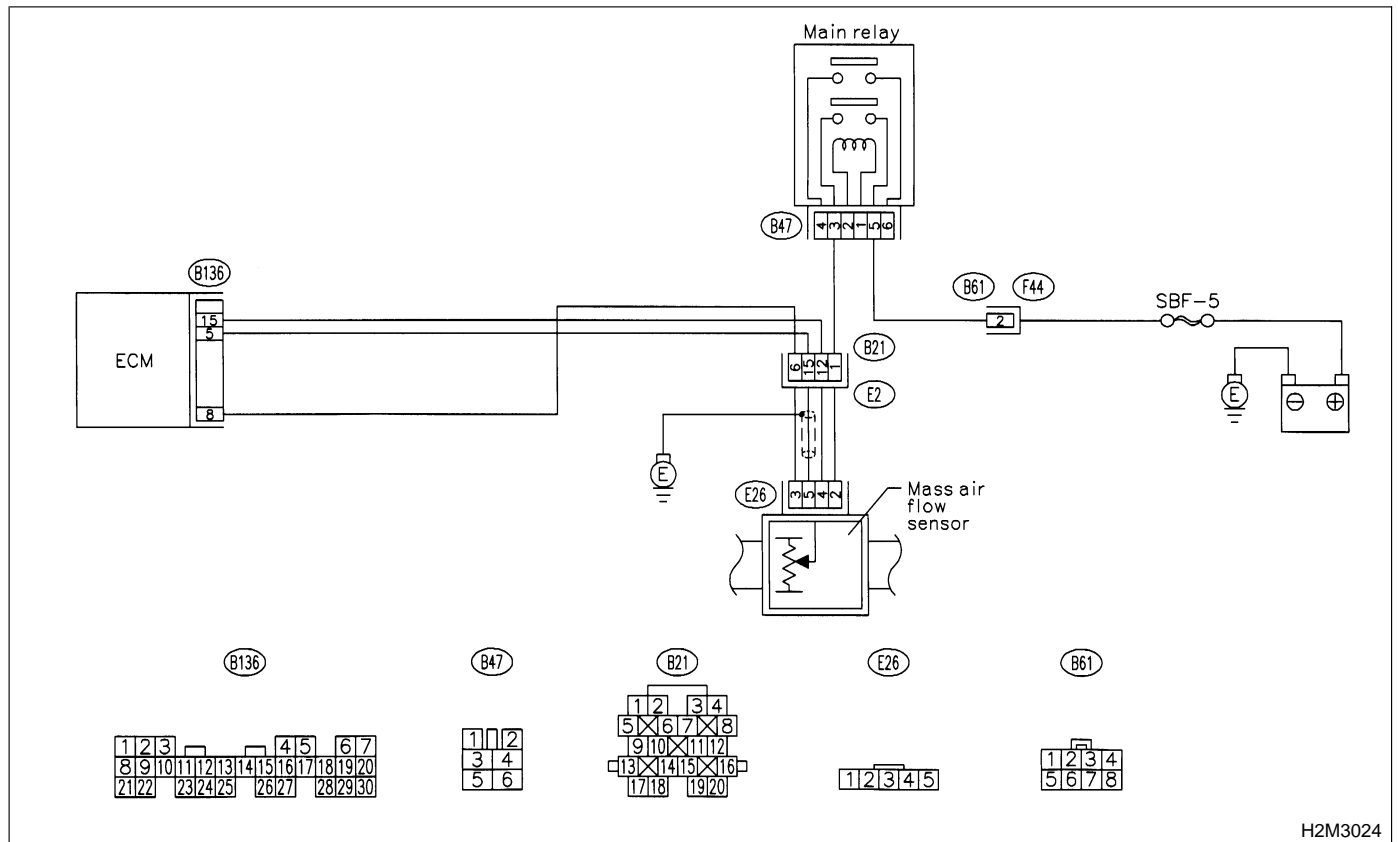 Main relay
B47
4 3 2 1 5 6
B136
B61 F44
SBF-5
15
5
ECM
2
B21
6 15 12 1
E
⊖ ⊕
E2
8
E
E26
3 5 4 2
Mass air
flow
sensor
B136
B47
B21
E26
B61
1 2 3 4 5 6 7
8 9 10 11 12 13 14 15 16 17 18 19 20
21 22 23 24 25 26 27 28 29 30
1 2
3 4
5 6
1 2 3 4
5 6 7 8
9 10 11 12
13 14 15 16
17 18 19 20
1 2 3 4 5
1 2 3 4
5 6 7 8
H2M3024